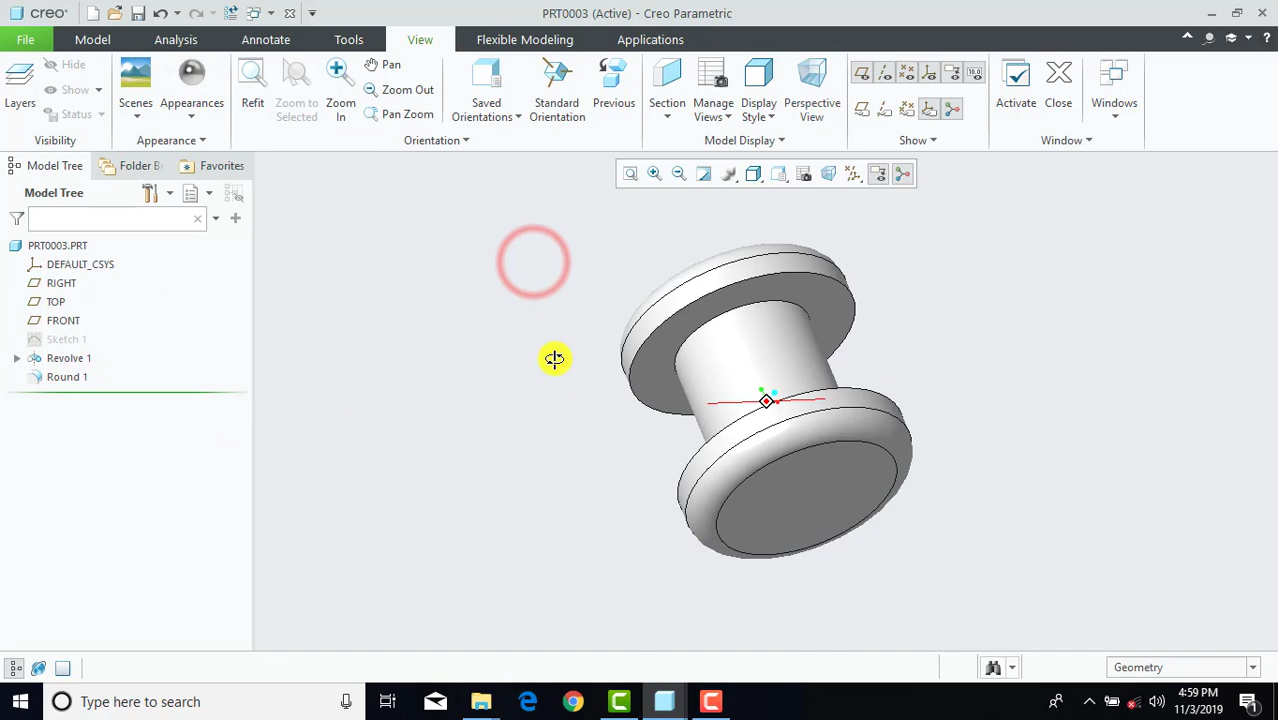 creo
PRT0003 (Active) - Creo Parametric
File
Model
Analysis
Annotate
Tools
View
Flexible Modeling
Applications
Layers
Hide
Show
Status
Visibility
Scenes
Appearances
Appearance
Refit
Zoom to Selected
Zoom In
Pan
Zoom Out
Pan Zoom
Saved Orientations
Standard Orientation
Previous
Orientation
Section
Manage Views
Display Style
Perspective View
Model Display
10.0
Show
Activate
Close
Windows
Window
Model Tree
Folder B
Favorites
Model Tree
PRT0003.PRT
DEFAULT_CSYS
RIGHT
TOP
FRONT
Sketch 1
Revolve 1
Round 1
Geometry
Type here to search
4:59 PM
11/3/2019
1